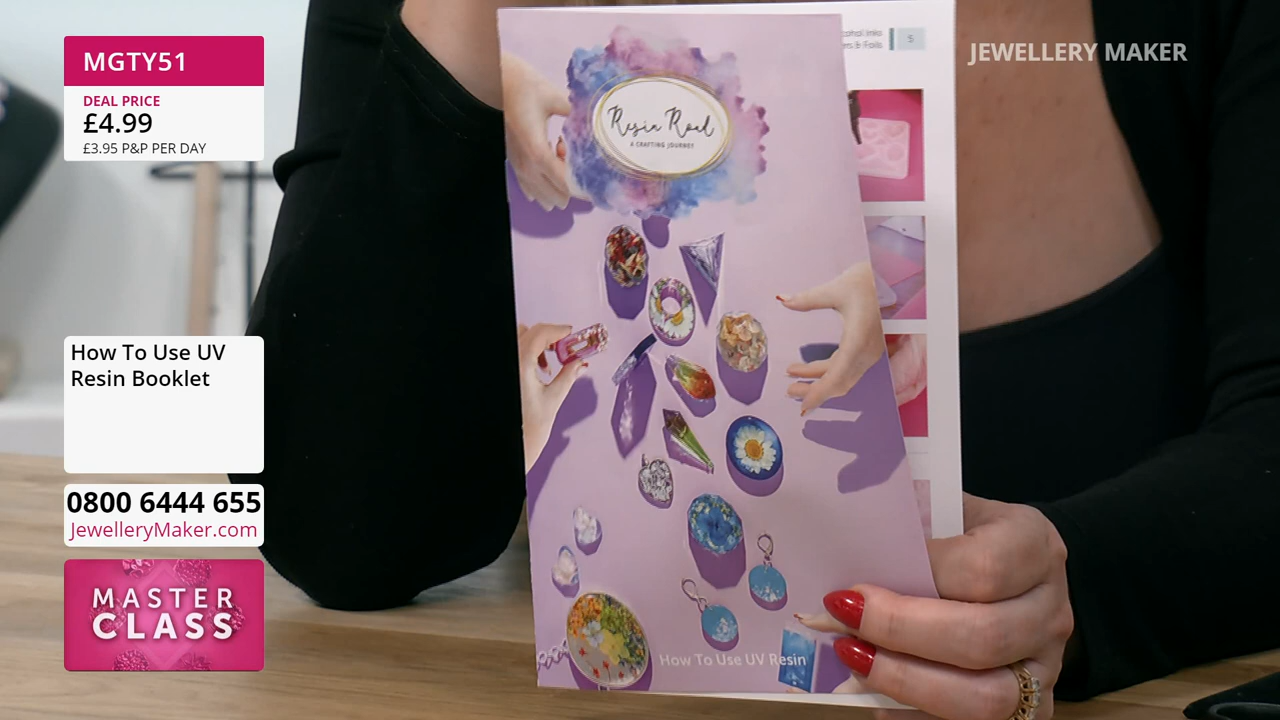 MGTY51
DEAL PRICE
£4.99
£3.95 P&P PER DAY
How To Use UV
Resin Booklet
0800 6444 655
JewelleryMaker.com
MASTER
CLASS
JEWELLERY MAKER
5
& Foils
Resin Road
A CRAFTING JOURNEY
How To Use UV Resin